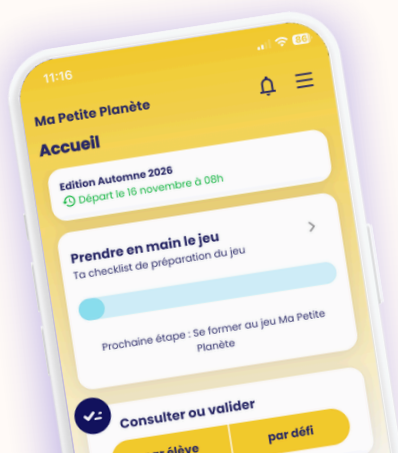 11:16
86
Ma Petite Planète
Accueil
Edition Automne 2026
Départ le 16 novembre à 08h
Prendre en main le jeu
Ta checklist de préparation du jeu
Prochaine étape : Se former au jeu Ma Petite
Planète
Consulter ou valider
élève
par défi